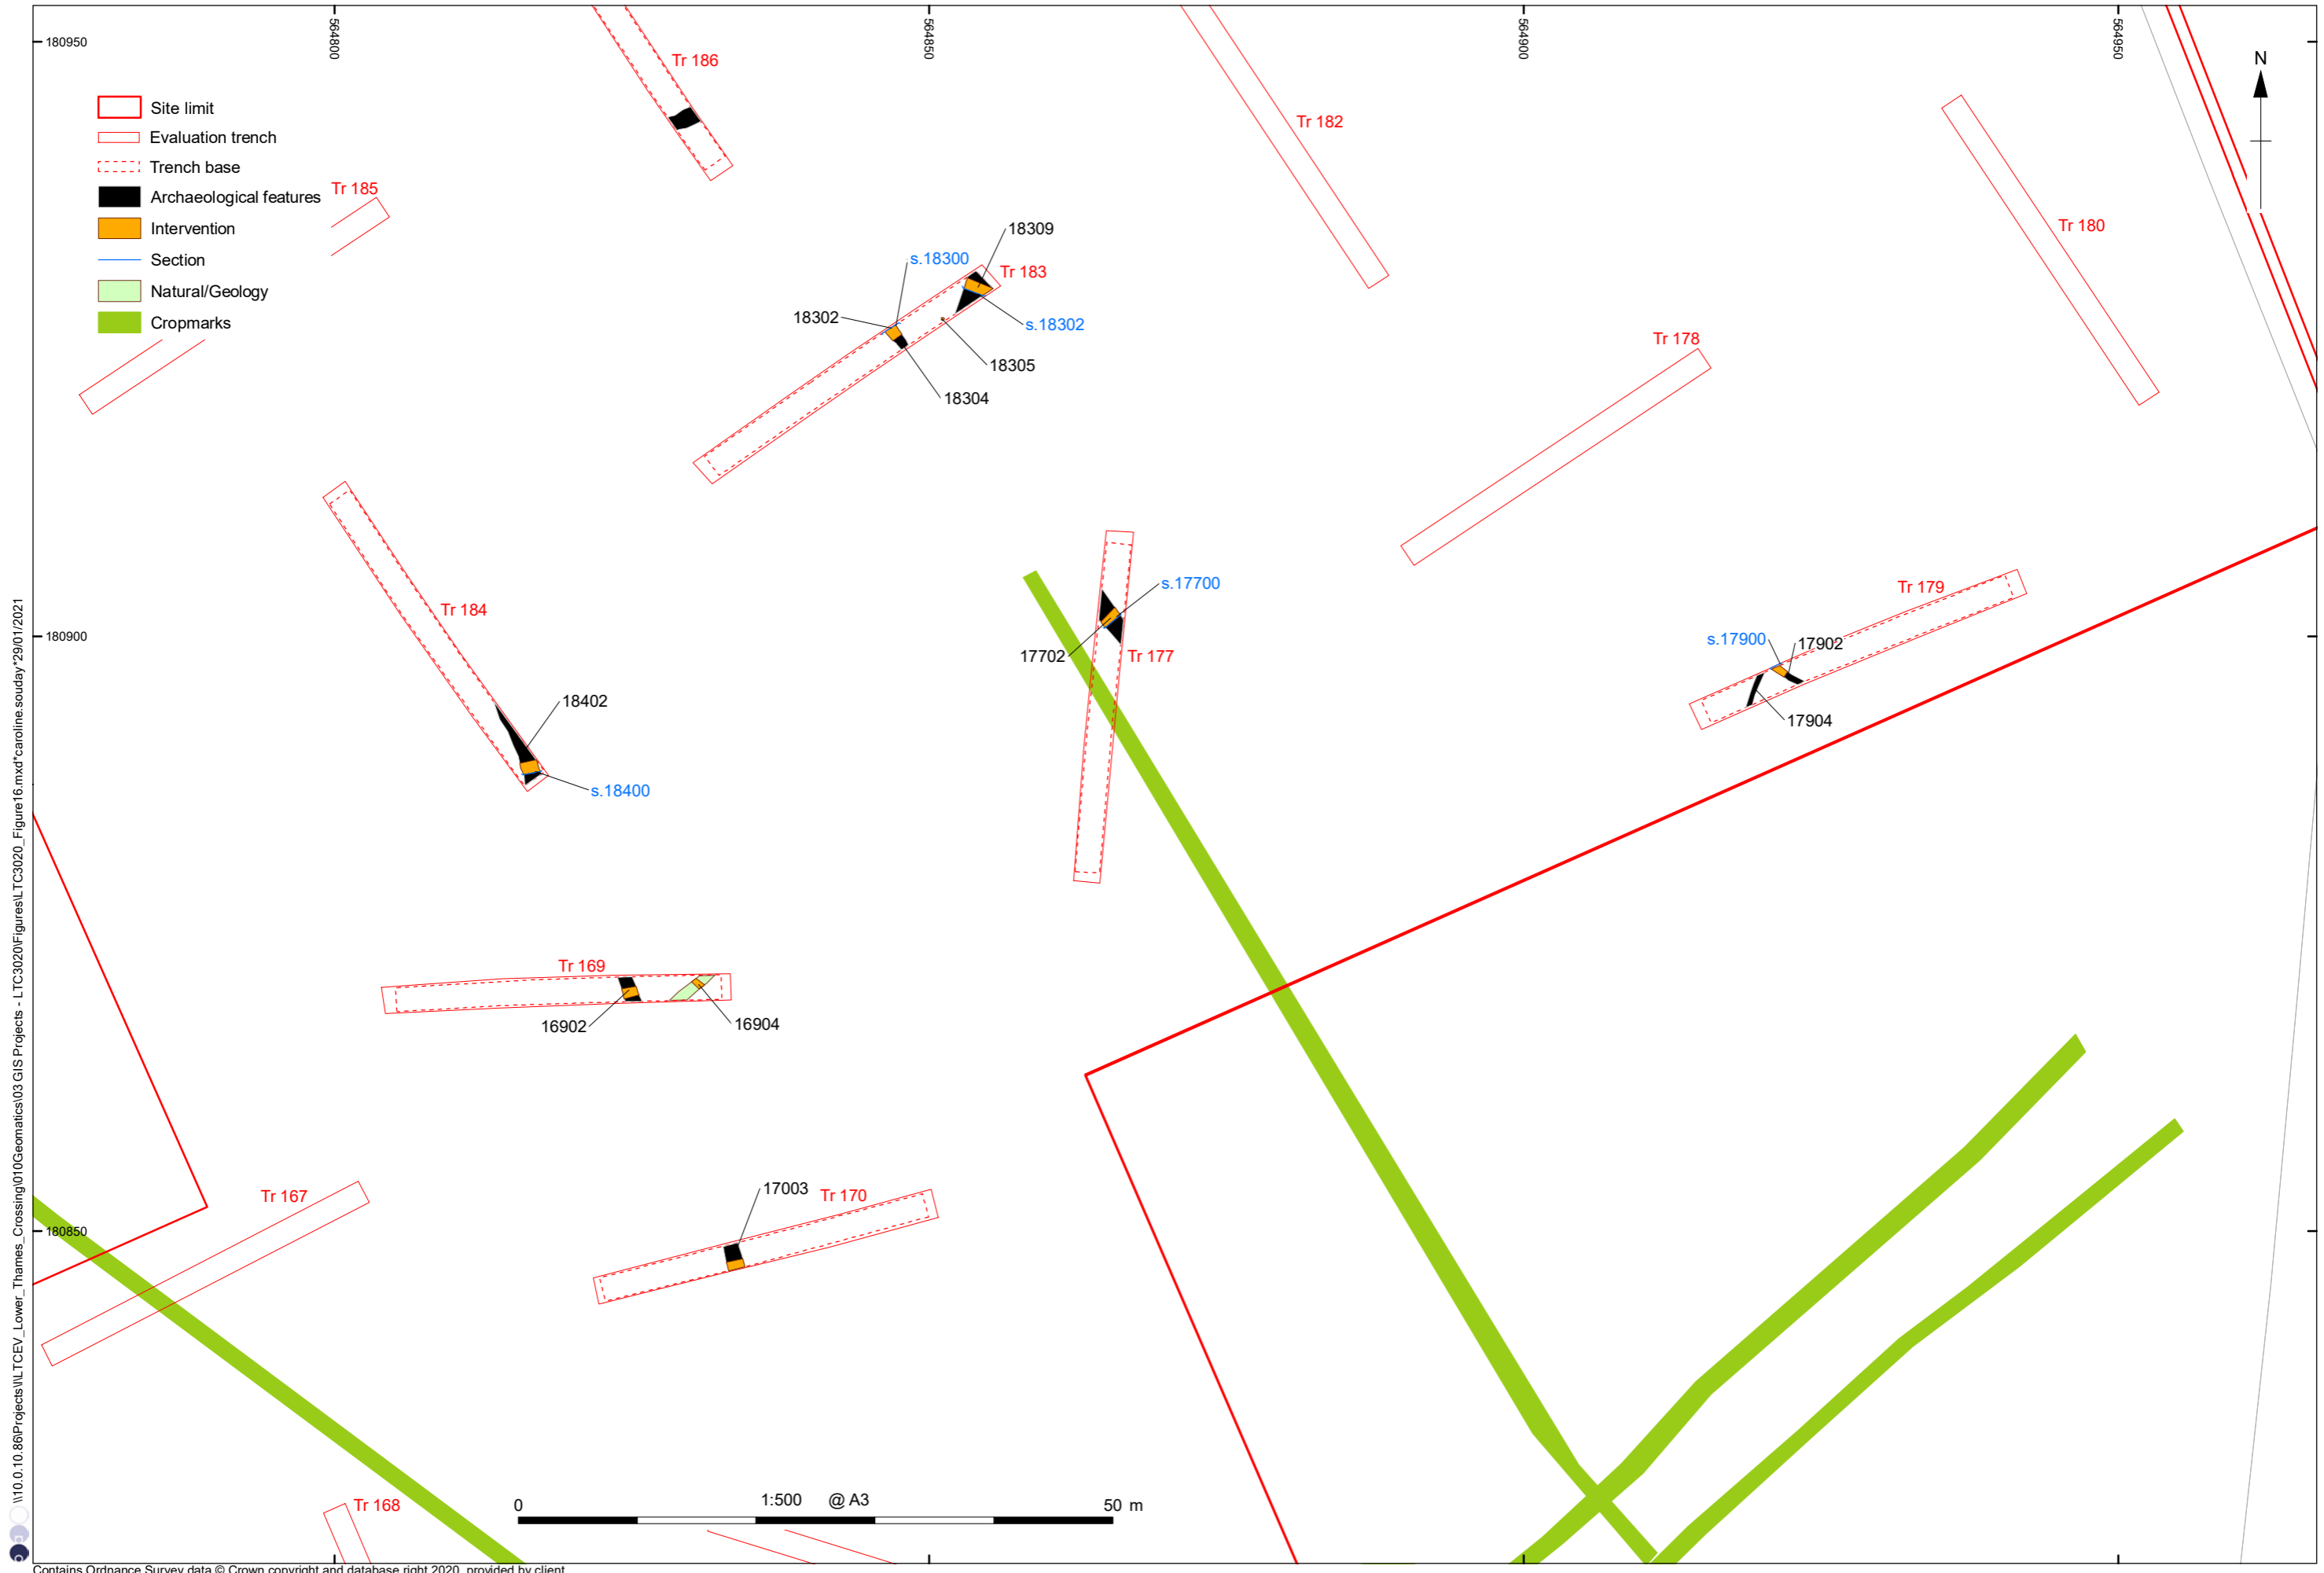 564800
564850
564900
564950
180950
180900
180850
N
Site limit
Evaluation trench
Trench base
Archaeological features
Intervention
Section
Natural/Geology
Cropmarks
Tr 186
Tr 182
Tr 185
Tr 180
18309
s.18300
Tr 183
18302
s.18302
18305
18304
Tr 178
s.17700
Tr 179
Tr 184
s.17900
17902
17702
Tr 177
18402
17904
s.18400
Tr 169
16902
16904
17003
Tr 170
Tr 167
Tr 168
0
1:500 @ A3
50 m
\\10.0.10.86\Projects\l\LTCEV_Lower_Thames_Crossing\010Geomatics\03 GIS Projects - LTC3020\Figures\LTC3020_Figure16.mxd*caroline.souday*29/01/2021
Contains Ordnance Survey data © Crown copyright and database right 2020, provided by client